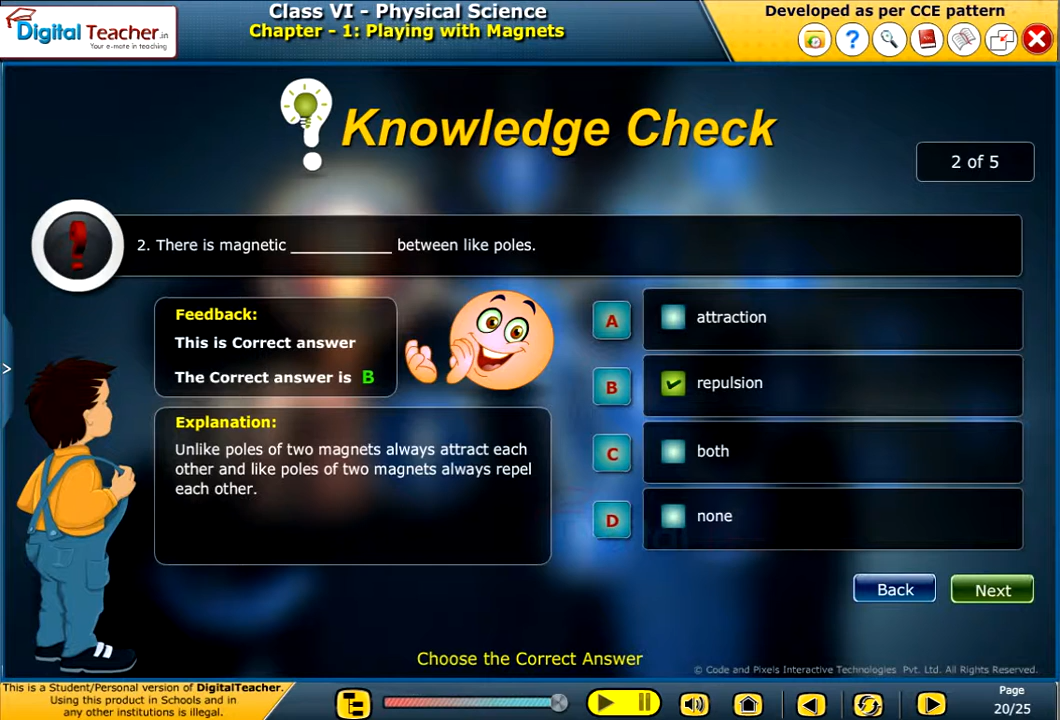 Digital Teacher.in
Your e-mate in teaching
Class VI - Physical Science
Chapter - 1: Playing with Magnets
Developed as per CCE pattern
Knowledge Check
2 of 5
2. There is magnetic ____________ between like poles.
Feedback:
This is Correct answer
The Correct answer is B
Explanation:
Unlike poles of two magnets always attract each
other and like poles of two magnets always repel
each other.
A attraction
B repulsion
C both
D none
Back
Next
Choose the Correct Answer
© Code and Pixels Interactive Technologies Pvt. Ltd. All Rights Reserved.
This is a Student/Personal version of DigitalTeacher.
Using this product in Schools and in
any other institutions is illegal.
Page
20/25